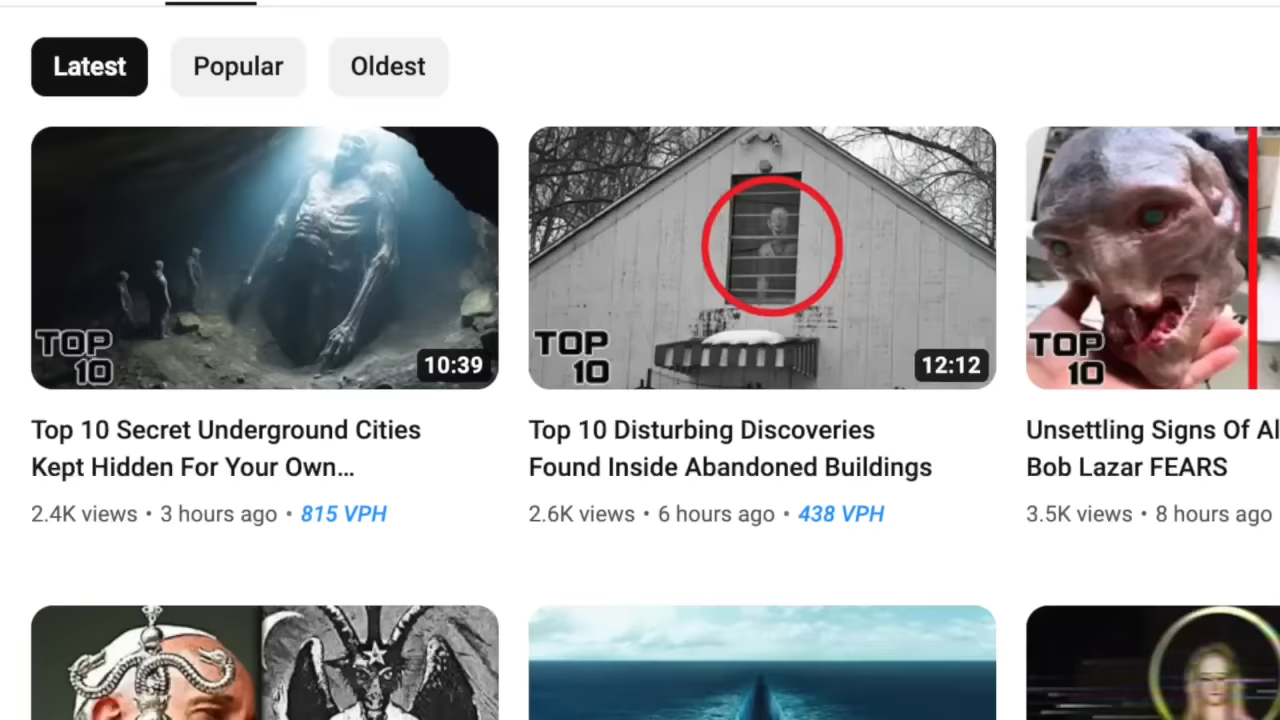 Latest
Popular
Oldest
TOP
10
10:39
TOP
10
12:12
TOP
10
Top 10 Secret Underground Cities
Kept Hidden For Your Own...
2.4K views • 3 hours ago • 815 VPH
Top 10 Disturbing Discoveries
Found Inside Abandoned Buildings
2.6K views • 6 hours ago • 438 VPH
Unsettling Signs Of Al
Bob Lazar FEARS
3.5K views • 8 hours ago